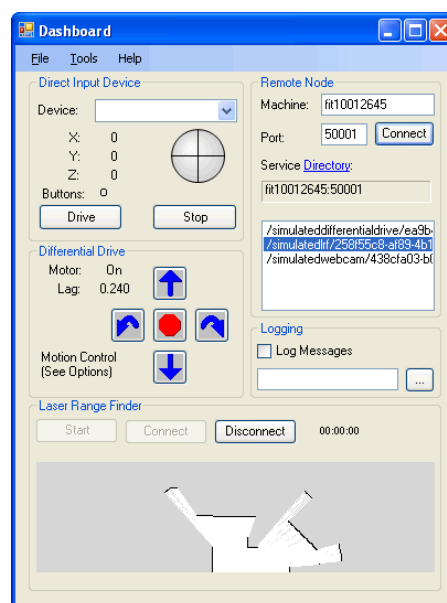 Dashboard
File Tools Help
Direct Input Device
Device:
X: 0
Y: 0
Z: 0
Buttons: O
Drive Stop
Remote Node
Machine: fit10012645
Port: 50001 Connect
Service Directory:
fit10012645:50001
/simulateddifferentialdrive/ea9b
/simulatedlrf/258f55c8-af89-4b1
/simulatedwebcam/438cfa03-b0
Differential Drive
Motor: On
Lag: 0.240
Motion Control
(See Options)
Logging
Log Messages
...
Laser Range Finder
Start Connect Disconnect 00:00:00